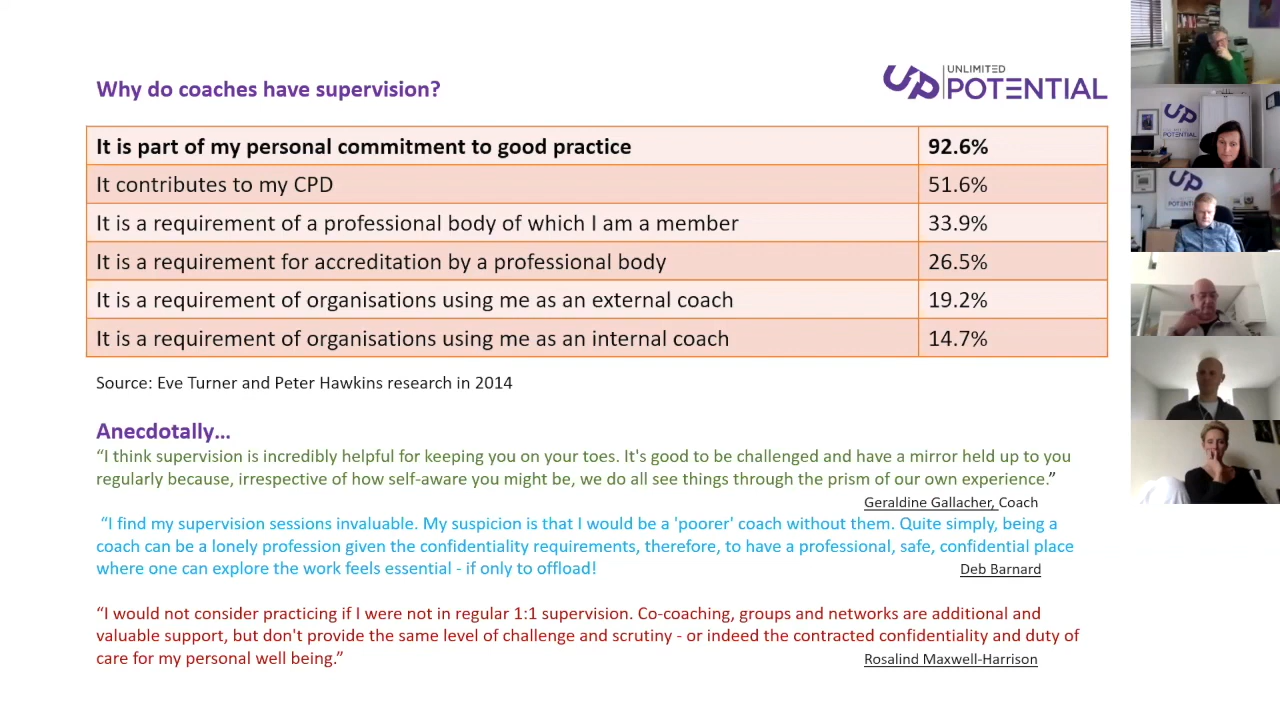 Why do coaches have supervision?
UP UNLIMITED
POTENTIAL
It is part of my personal commitment to good practice 92.6%
It contributes to my CPD 51.6%
It is a requirement of a professional body of which I am a member 33.9%
It is a requirement for accreditation by a professional body 26.5%
It is a requirement of organisations using me as an external coach 19.2%
It is a requirement of organisations using me as an internal coach 14.7%
Source: Eve Turner and Peter Hawkins research in 2014
Anecdotally…
“I think supervision is incredibly helpful for keeping you on your toes. It's good to be challenged and have a mirror held up to you
regularly because, irrespective of how self-aware you might be, we do all see things through the prism of our own experience.”
Geraldine Gallacher, Coach
“I find my supervision sessions invaluable. My suspicion is that I would be a 'poorer' coach without them. Quite simply, being a
coach can be a lonely profession given the confidentiality requirements, therefore, to have a professional, safe, confidential place
where one can explore the work feels essential - if only to offload!
Deb Barnard
“I would not consider practicing if I were not in regular 1:1 supervision. Co-coaching, groups and networks are additional and
valuable support, but don't provide the same level of challenge and scrutiny - or indeed the contracted confidentiality and duty of
care for my personal well being.”
Rosalind Maxwell-Harrison
UP
POTENTIAL
UP
POTENTIAL